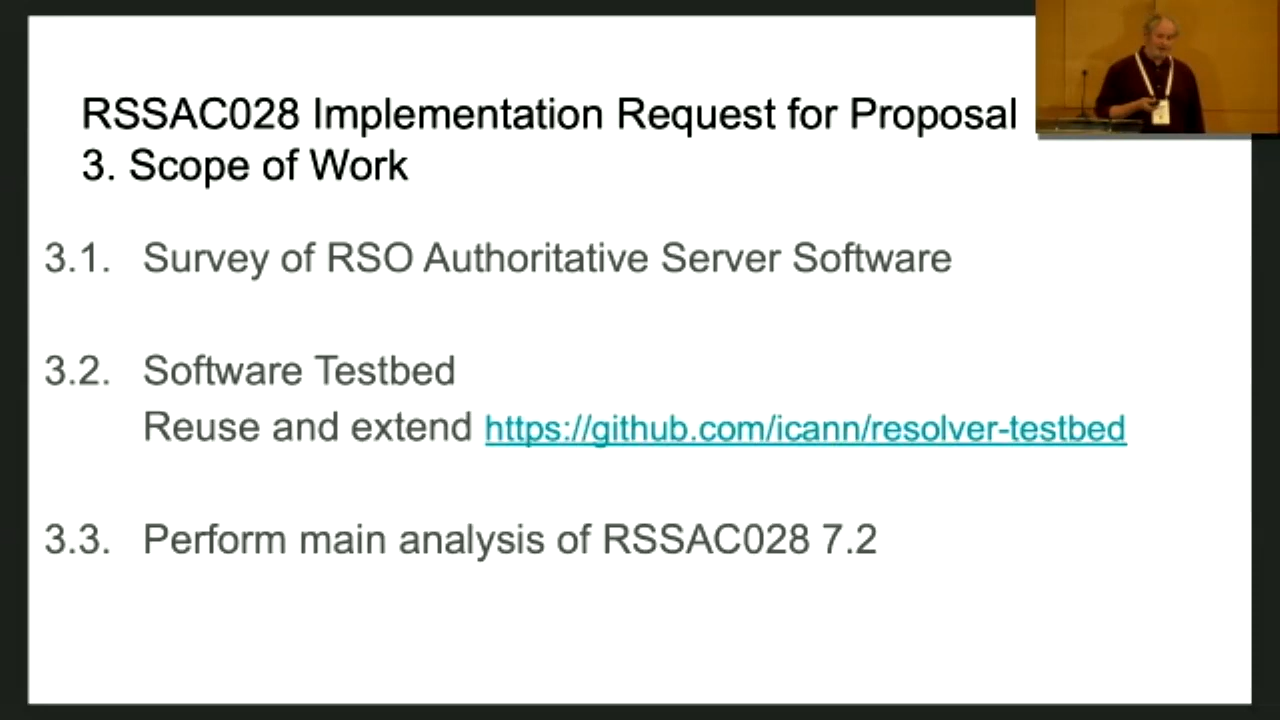 RSSAC028 Implementation Request for Proposal
3. Scope of Work
3.1. Survey of RSO Authoritative Server Software
3.2. Software Testbed
Reuse and extend https://github.com/icann/resolver-testbed
3.3. Perform main analysis of RSSAC028 7.2